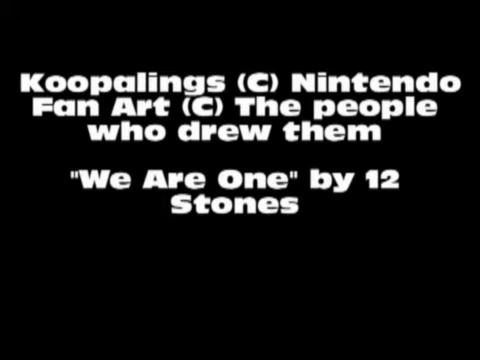 Koopalings (C) Nintendo
Fan Art (C) The people
who drew them
"We Are One" by 12
Stones